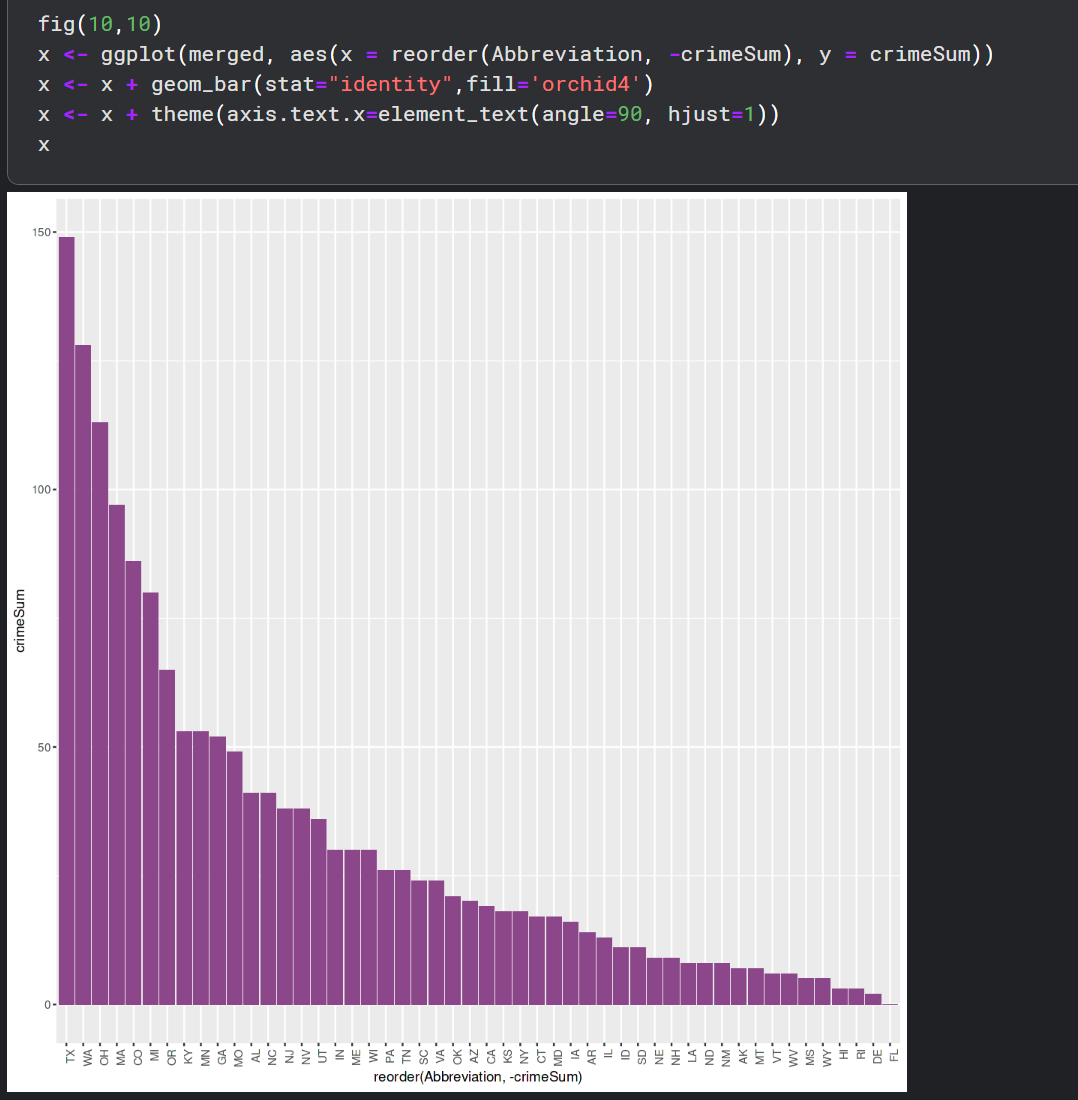 fig(10,10)
x <- ggplot(merged, aes(x = reorder(Abbreviation, -crimeSum), y = crimeSum))
x <- x + geom_bar(stat="identity",fill='orchid4')
x <- x + theme(axis.text.x=element_text(angle=90, hjust=1))
x
150
100
50
0
crimeSum
TX WA OH MA CO MI OR KY MN GA MO AL NC NJ NV UT IN ME WI PA TN SC VA OK AZ CA KS NY CT MD IA AR IL ID SD NE NH LA ND NM AK MT VT WV MS WY HI RI DE FL
reorder(Abbreviation, -crimeSum)